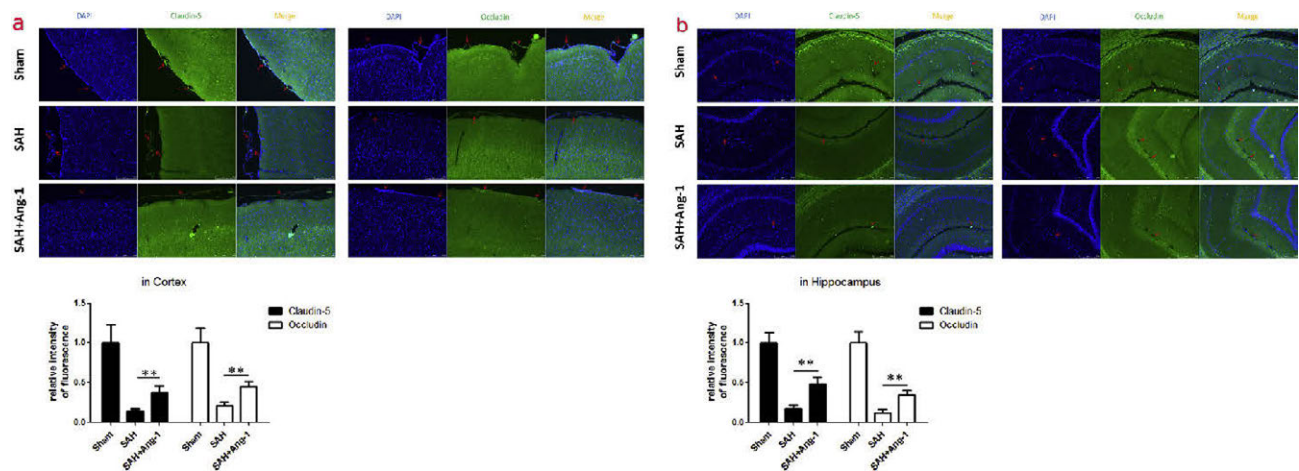 a
DAPI Claudin-5 Merge DAPI Occludin Merge
Sham
SAH
SAH+Ang-1
in Cortex
relative intensity
of fluorescence
1.5
1.0
0.5
0.0
Claudin-5
Occludin
** **
Sham SAH SAH+Ang-1 Sham SAH SAH+Ang-1
b
DAPI Claudin-5 Merge DAPI Occludin Merge
Sham
SAH
SAH+Ang-1
in Hippocampus
relative intensity
of fluorescence
1.5
1.0
0.5
0.0
Claudin-5
Occludin
** **
Sham SAH SAH+Ang-1 Sham SAH SAH+Ang-1